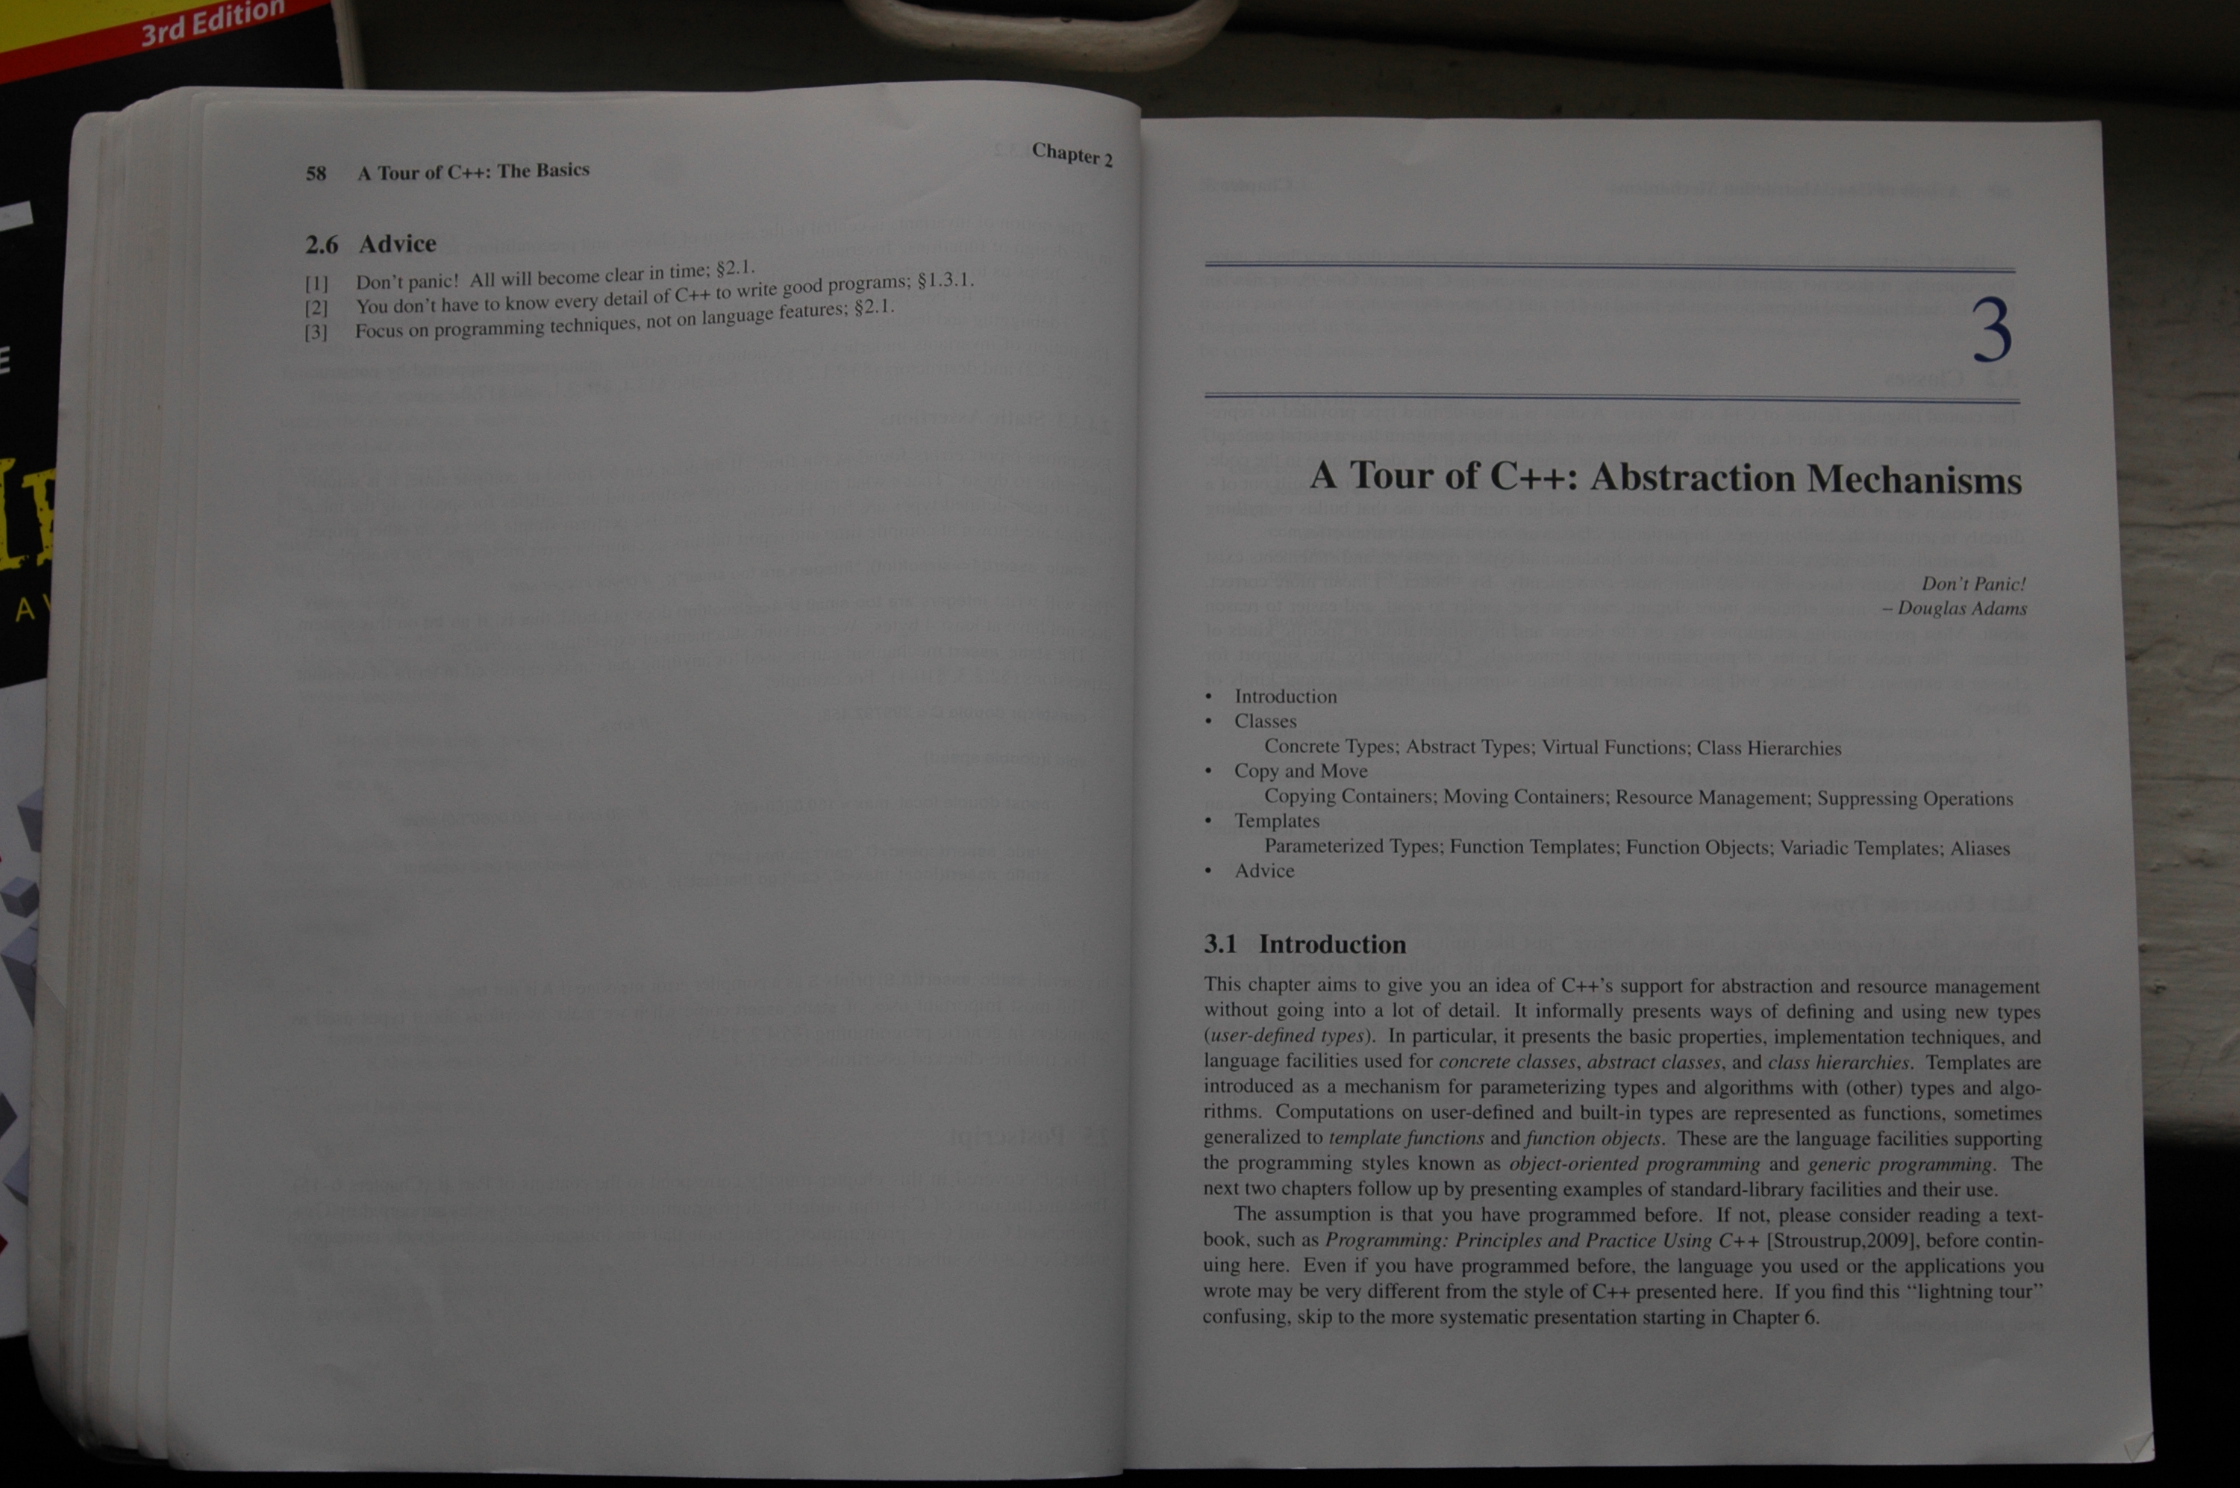 3rd Edition
58 A Tour of C++: The Basics Chapter 2
2.6 Advice
[1] Don't panic! All will become clear in time; §2.1.
[2] You don't have to know every detail of C++ to write good programs; §1.3.1.
[3] Focus on programming techniques, not on language features; §2.1.
3
A Tour of C++: Abstraction Mechanisms
Don't Panic!
– Douglas Adams
• Introduction
• Classes
Concrete Types; Abstract Types; Virtual Functions; Class Hierarchies
• Copy and Move
Copying Containers; Moving Containers; Resource Management; Suppressing Operations
• Templates
Parameterized Types; Function Templates; Function Objects; Variadic Templates; Aliases
• Advice
3.1 Introduction
This chapter aims to give you an idea of C++'s support for abstraction and resource management
without going into a lot of detail. It informally presents ways of defining and using new types
(user-defined types). In particular, it presents the basic properties, implementation techniques, and
language facilities used for concrete classes, abstract classes, and class hierarchies. Templates are
introduced as a mechanism for parameterizing types and algorithms with (other) types and algo-
rithms. Computations on user-defined and built-in types are represented as functions, sometimes
generalized to template functions and function objects. These are the language facilities supporting
the programming styles known as object-oriented programming and generic programming. The
next two chapters follow up by presenting examples of standard-library facilities and their use.
The assumption is that you have programmed before. If not, please consider reading a text-
book, such as Programming: Principles and Practice Using C++ [Stroustrup,2009], before contin-
uing here. Even if you have programmed before, the language you used or the applications you
wrote may be very different from the style of C++ presented here. If you find this "lightning tour"
confusing, skip to the more systematic presentation starting in Chapter 6.